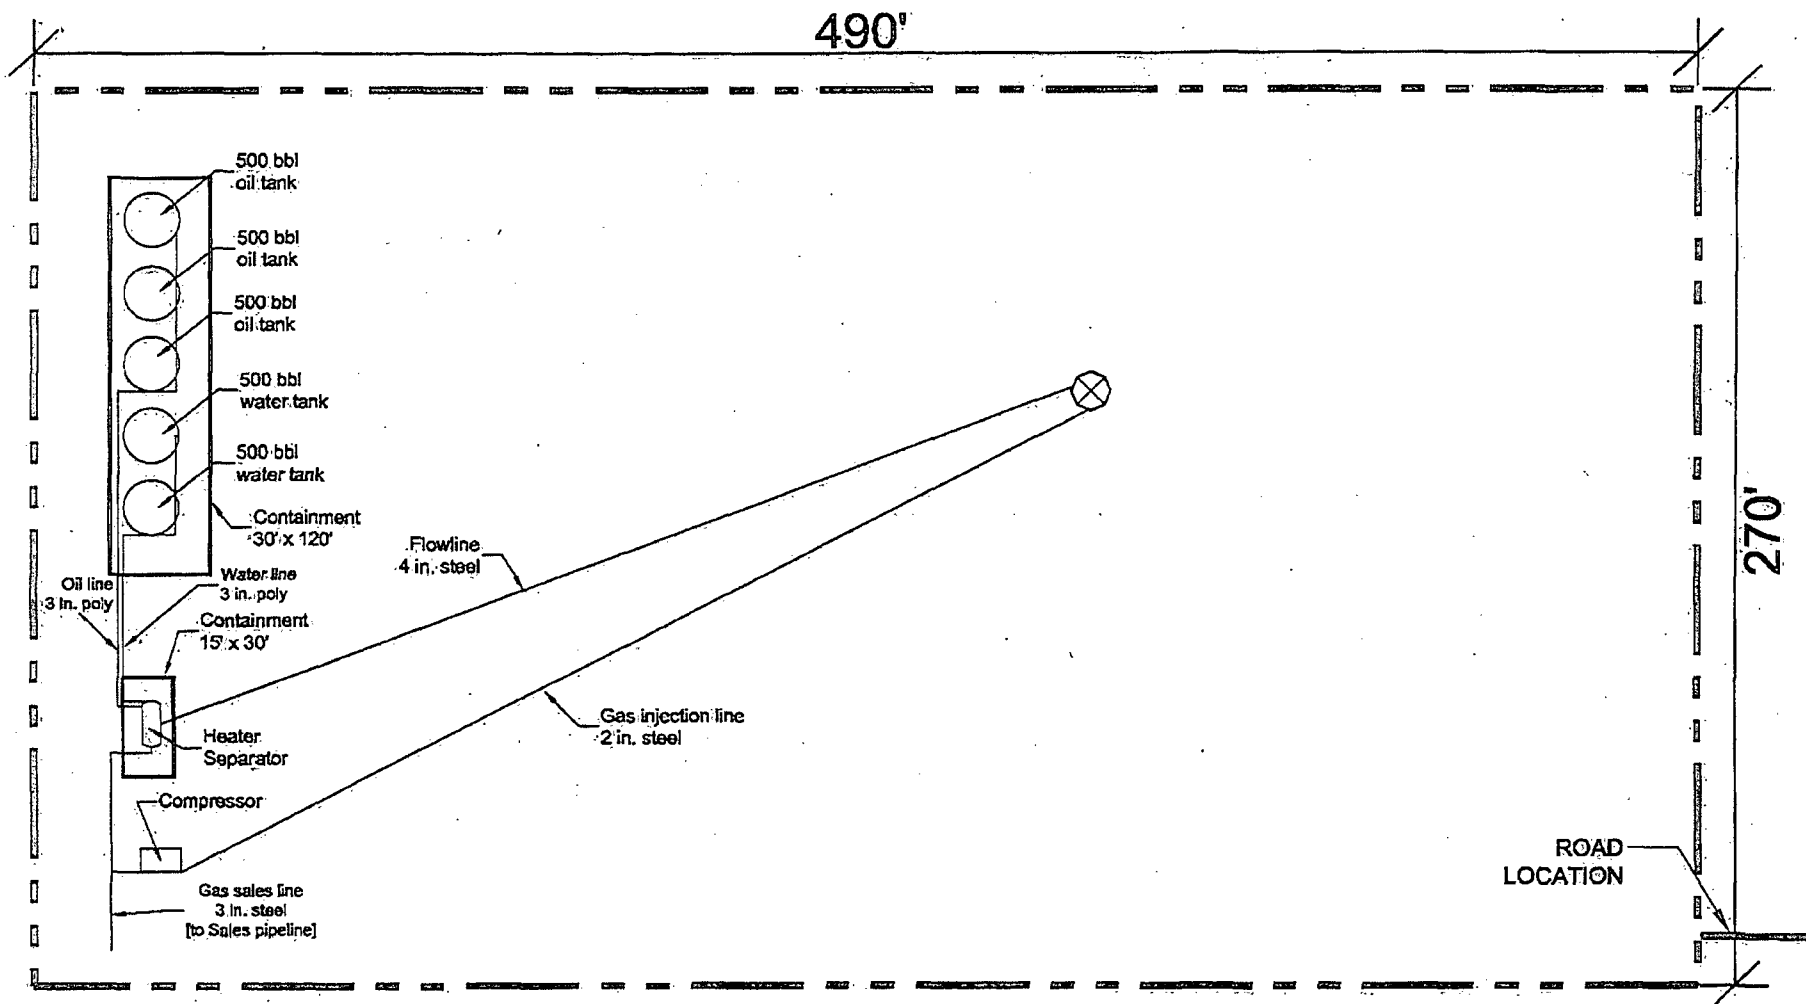 490'
500 bbl
oil tank
500 bbl
oil tank
500 bbl
oil tank
500 bbl
water tank
500 bbl
water tank
Containment
30' x 120'
Flowline
4 in. steel
Oil line
3 in. poly
Water line
3 in. poly
Containment
15' x 30'
270'
Gas injection line
2 in. steel
Heater
Separator
Compressor
ROAD
LOCATION
Gas sales line
3 in. steel
[to Sales pipeline]